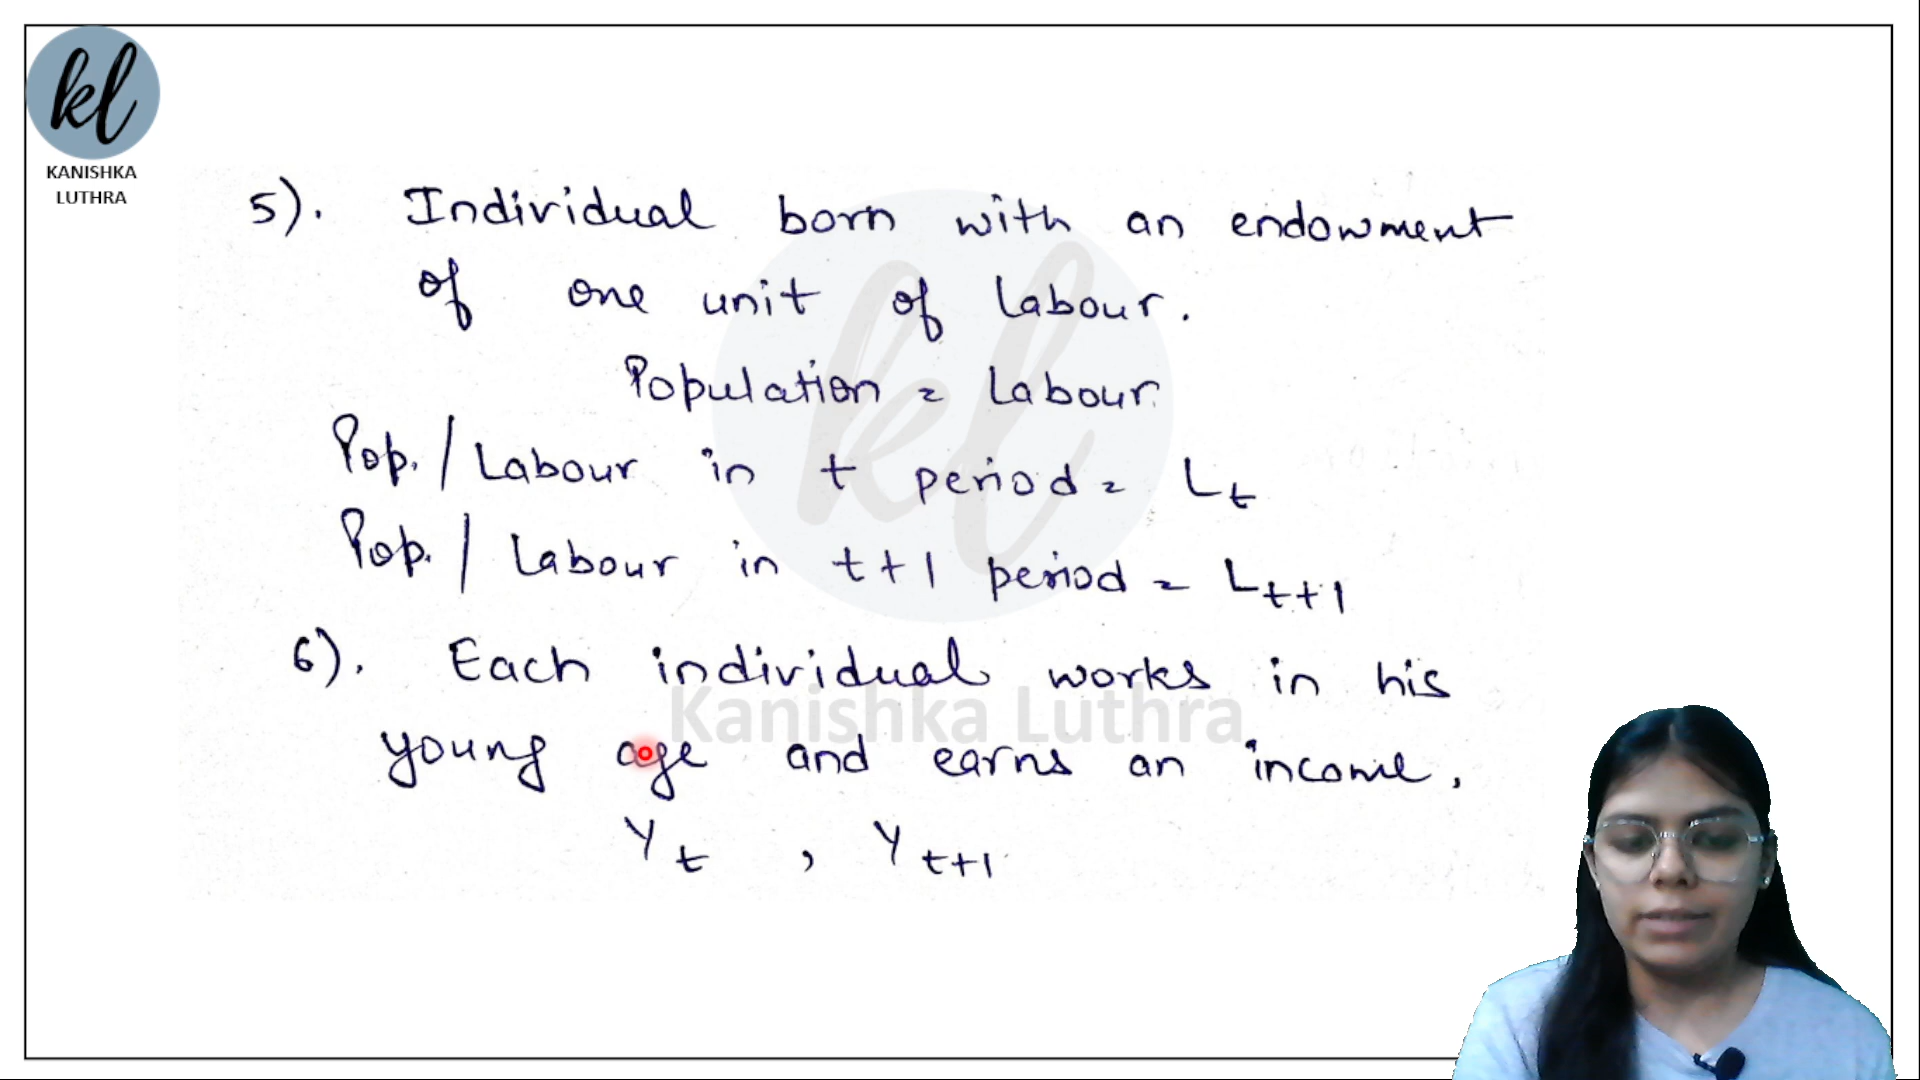 kl
KANISHKA
LUTHRA
5). Individual born with an endowment
of one unit of Labour.
Population = Labour.
Pop. / Labour in t period = Lt
Pop. / Labour in t+1 period = Lt+1
6). Each individual works in his
young age and earns an income,
Yt , Yt+1
kl
Kanishka Luthra